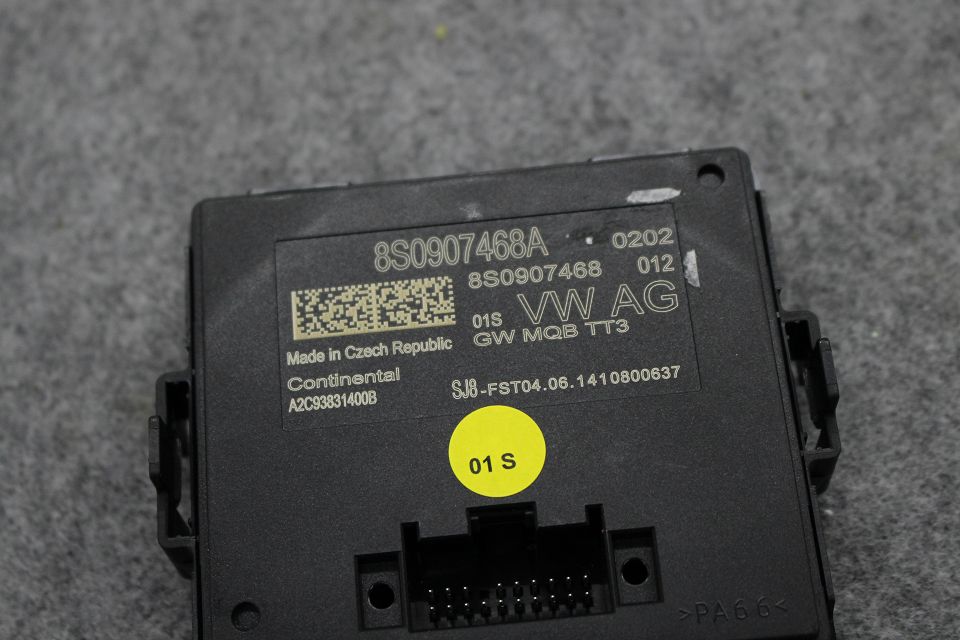 8S0907468A 0202
8S0907468 012
01S VW AG
GW MQB TT3
Made in Czech Republic
Continental
A2C93831400B
SJ8-FST04.06.1410800637
01 S
>PA66<